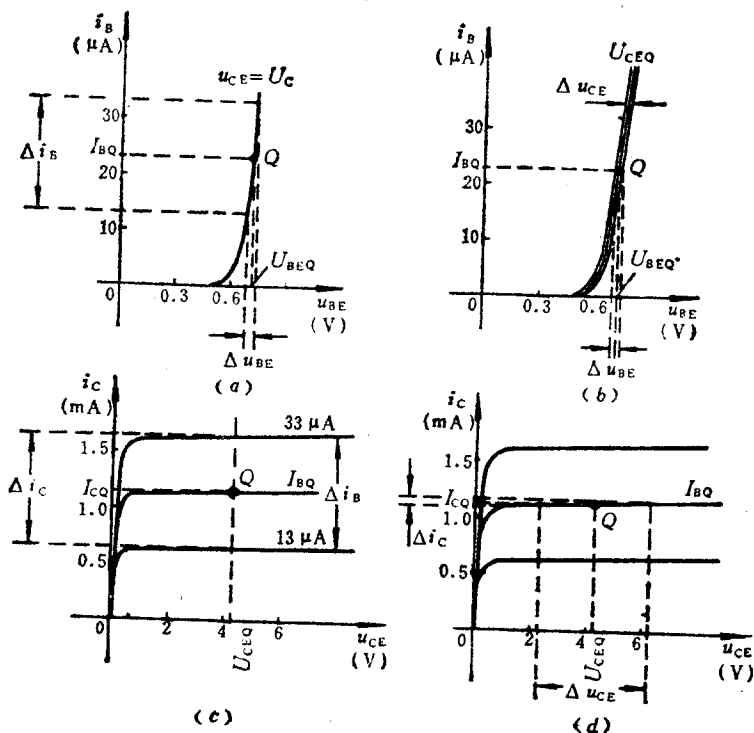 i_B
(μA)
u_CE = U_C
30
Δi_B
I_BQ
Q
20
10
U_BEQ
0
0.3
0.6
u_BE
(V)
Δu_BE
(a)
i_B
(μA)
U_CEQ
Δu_CE
30
I_BQ
Q
20
10
U_BEQ
0
0.3
0.6
u_BE
(V)
Δu_BE
(b)
i_C
(mA)
33 μA
1.5
Δi_C
I_CQ
Q
I_BQ
Δi_B
1.0
13 μA
0.5
0
2
4
6
u_CE
(V)
U_CEQ
(c)
i_C
(mA)
1.5
I_CQ
I_BQ
1.0
Q
Δi_C
0.5
0
2
4
6
u_CE
(V)
U_CEQ
Δu_CE
(d)